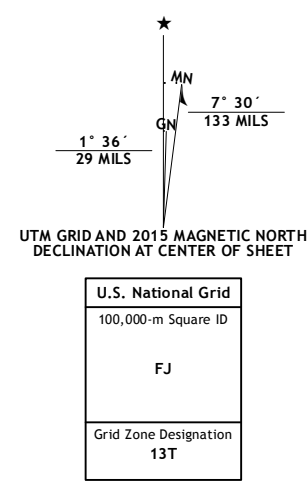 ★
MN
7° 30´
133 MILS
GN
1° 36´
29 MILS
UTM GRID AND 2015 MAGNETIC NORTH
DECLINATION AT CENTER OF SHEET
U.S. National Grid
100,000-m Square ID
FJ
Grid Zone Designation
13T